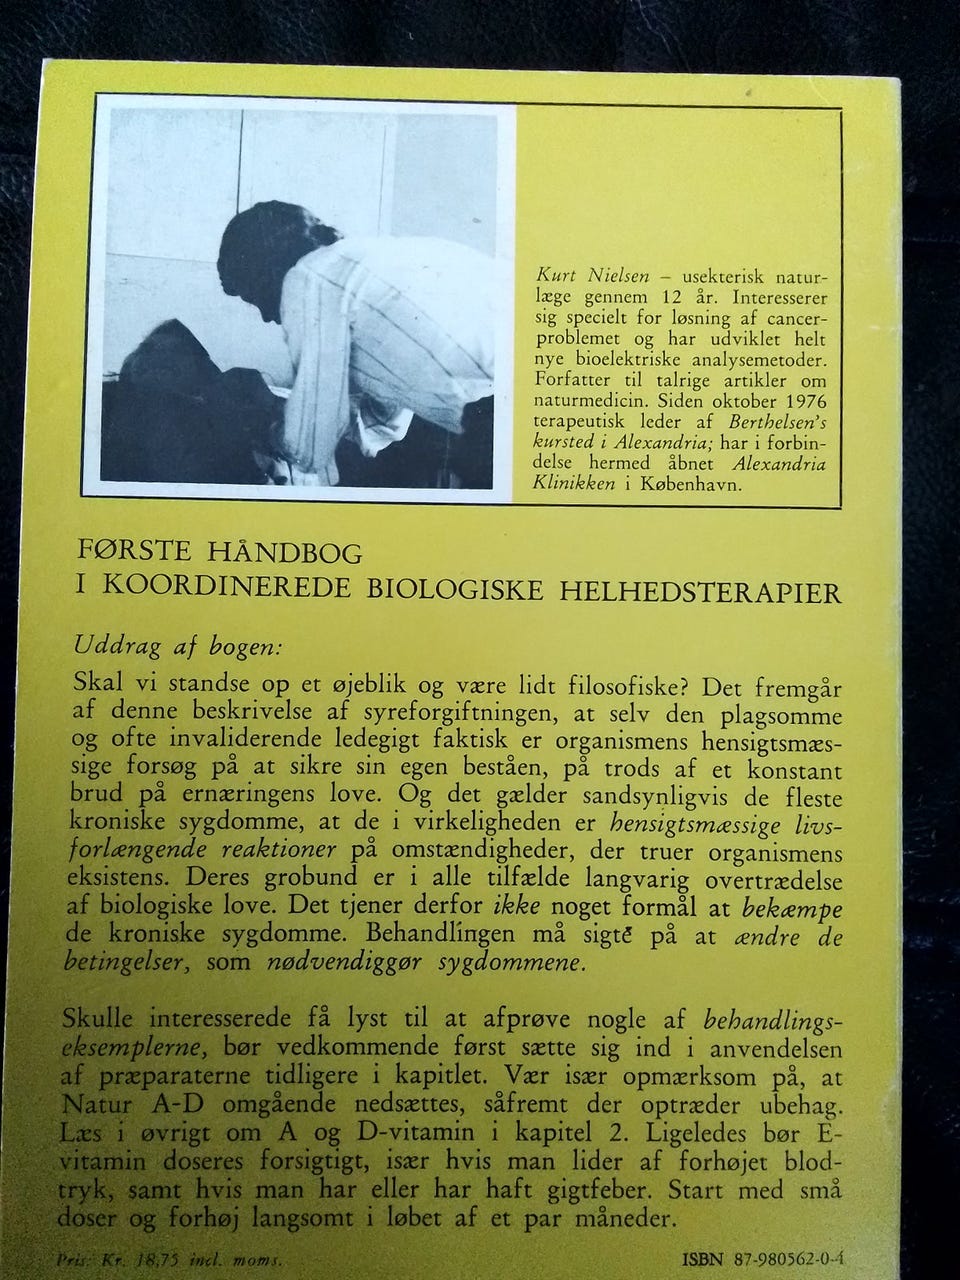 Kurt Nielsen – usekterisk natur-
læge gennem 12 år. Interesserer
sig specielt for løsning af cancer-
problemet og har udviklet helt
nye bioelektriske analysemetoder.
Forfatter til talrige artikler om
naturmedicin. Siden oktober 1976
terapeutisk leder af Berthelsen's
kursted i Alexandria; har i forbin-
delse hermed åbnet Alexandria
Klinikken i København.
FØRSTE HÅNDBOG
I KOORDINEREDE BIOLOGISKE HELHEDSTERAPIER
Uddrag af bogen:
Skal vi standse op et øjeblik og være lidt filosofiske? Det fremgår
af denne beskrivelse af syreforgiftningen, at selv den plagsomme
og ofte invaliderende ledegigt faktisk er organismens hensigtsmæs-
sige forsøg på at sikre sin egen beståen, på trods af et konstant
brud på ernæringens love. Og det gælder sandsynligvis de fleste
kroniske sygdomme, at de i virkeligheden er hensigtsmæssige livs-
forlængende reaktioner på omstændigheder, der truer organismens
eksistens. Deres grobund er i alle tilfælde langvarig overtrædelse
af biologiske love. Det tjener derfor ikke noget formål at bekæmpe
de kroniske sygdomme. Behandlingen må sigte på at ændre de
betingelser, som nødvendiggør sygdommene.
Skulle interesserede få lyst til at afprøve nogle af behandlings-
eksemplerne, bør vedkommende først sætte sig ind i anvendelsen
af præparaterne tidligere i kapitlet. Vær især opmærksom på, at
Natur A-D omgående nedsættes, såfremt der optræder ubehag.
Læs i øvrigt om A og D-vitamin i kapitel 2. Ligeledes bør E-
vitamin doseres forsigtigt, især hvis man lider af forhøjet blod-
tryk, samt hvis man har eller har haft gigtfeber. Start med små
doser og forhøj langsomt i løbet af et par måneder.
Pris: Kr. 18,75 incl. moms.
ISBN 87-980562-0-4